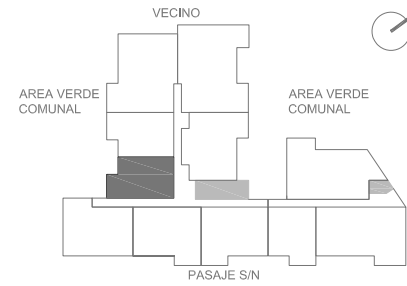 VECINO
AREA VERDE
COMUNAL
AREA VERDE
COMUNAL
PASAJE S/N